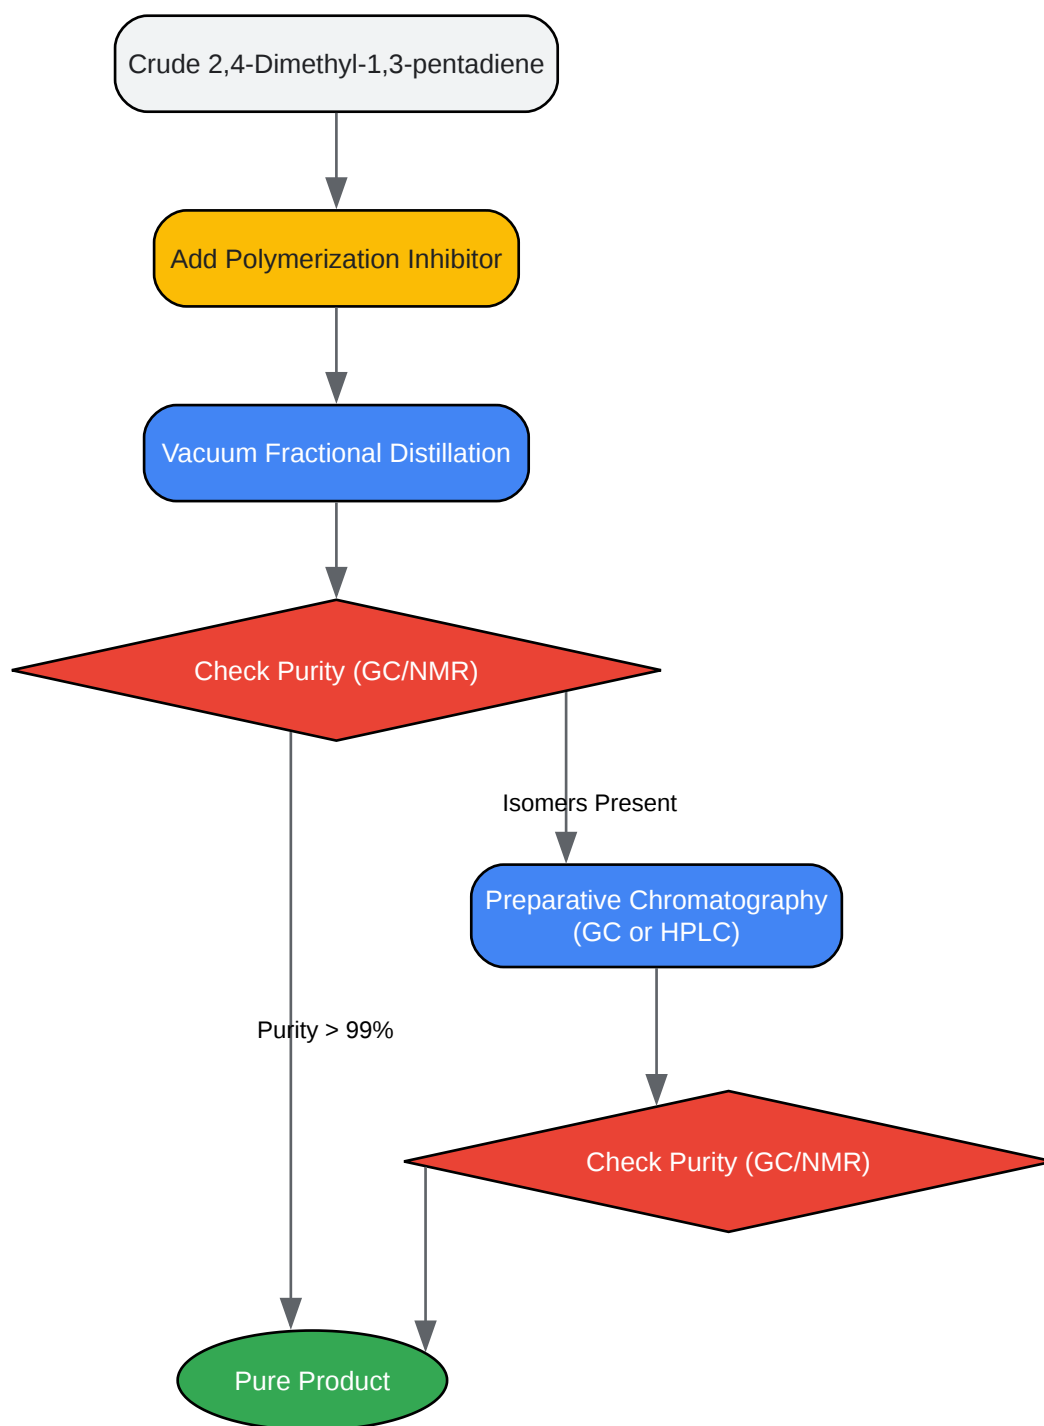 Crude 2,4-Dimethyl-1,3-pentadiene
Add Polymerization Inhibitor
Vacuum Fractional Distillation
Check Purity (GC/NMR)
Isomers Present
Preparative Chromatography
(GC or HPLC)
Purity > 99%
Check Purity (GC/NMR)
Pure Product